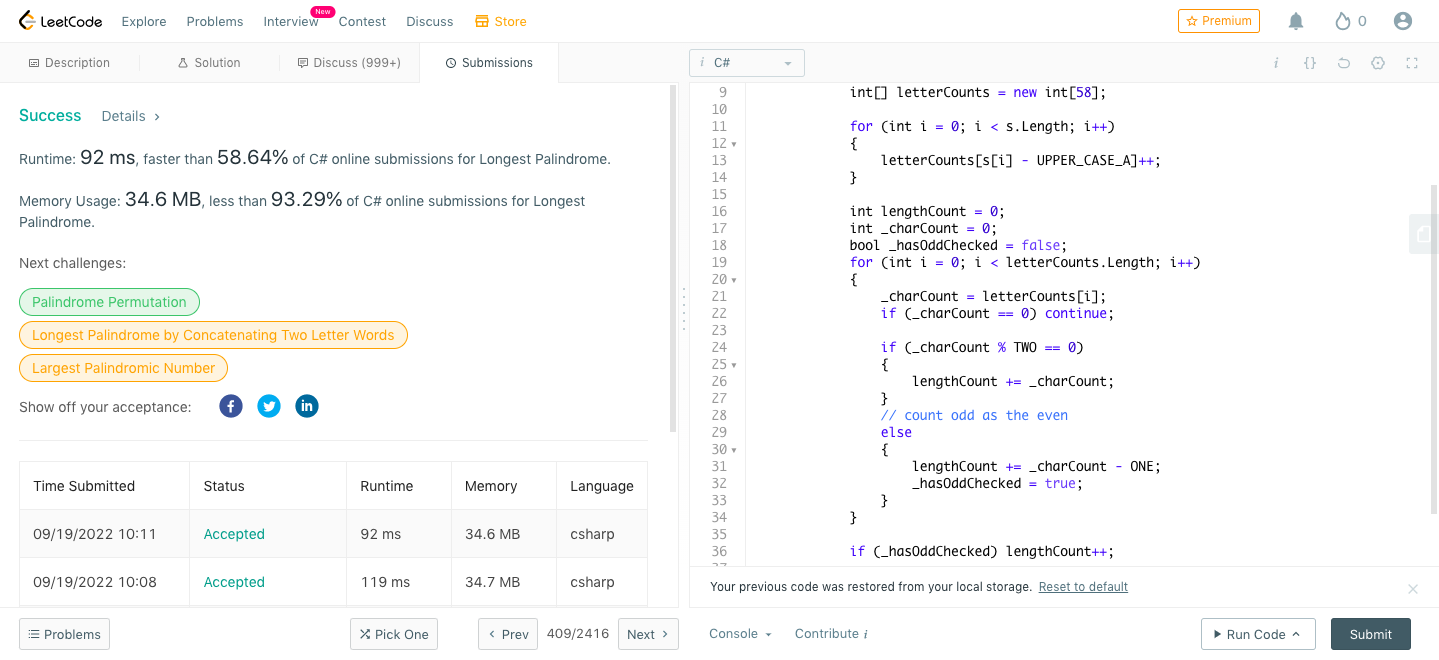 LeetCode Explore Problems Interview New Contest Discuss Store Premium 0
Description Solution Discuss (999+) Submissions i C# i {}
Success Details >
Runtime: 92 ms, faster than 58.64% of C# online submissions for Longest Palindrome.
Memory Usage: 34.6 MB, less than 93.29% of C# online submissions for Longest
Palindrome.
Next challenges:
Palindrome Permutation
Longest Palindrome by Concatenating Two Letter Words
Largest Palindromic Number
Show off your acceptance:
Time Submitted Status Runtime Memory Language
09/19/2022 10:11 Accepted 92 ms 34.6 MB csharp
09/19/2022 10:08 Accepted 119 ms 34.7 MB csharp
9 int[] letterCounts = new int[58];
10
11 for (int i = 0; i < s.Length; i++)
12 {
13 letterCounts[s[i] - UPPER_CASE_A]++;
14 }
15
16 int lengthCount = 0;
17 int _charCount = 0;
18 bool _hasOddChecked = false;
19 for (int i = 0; i < letterCounts.Length; i++)
20 {
21 _charCount = letterCounts[i];
22 if (_charCount == 0) continue;
23
24 if (_charCount % TWO == 0)
25 {
26 lengthCount += _charCount;
27 }
28 // count odd as the even
29 else
30 {
31 lengthCount += _charCount - ONE;
32 _hasOddChecked = true;
33 }
34 }
35
36 if (_hasOddChecked) lengthCount++;
Your previous code was restored from your local storage. Reset to default
Problems Pick One < Prev 409/2416 Next > Console Contribute i Run Code Submit